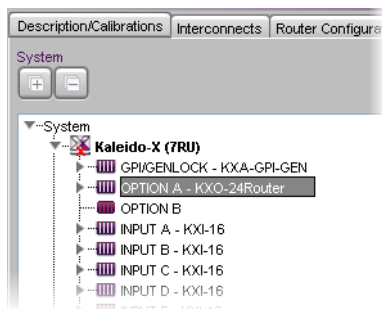 Description/Calibrations Interconnects Router Configura
System
System
Kaleido-X (7RU)
GPI/GENLOCK - KXA-GPI-GEN
OPTION A - KXO-24Router
OPTION B
INPUT A - KXI-16
INPUT B - KXI-16
INPUT C - KXI-16
INPUT D - KXI-16